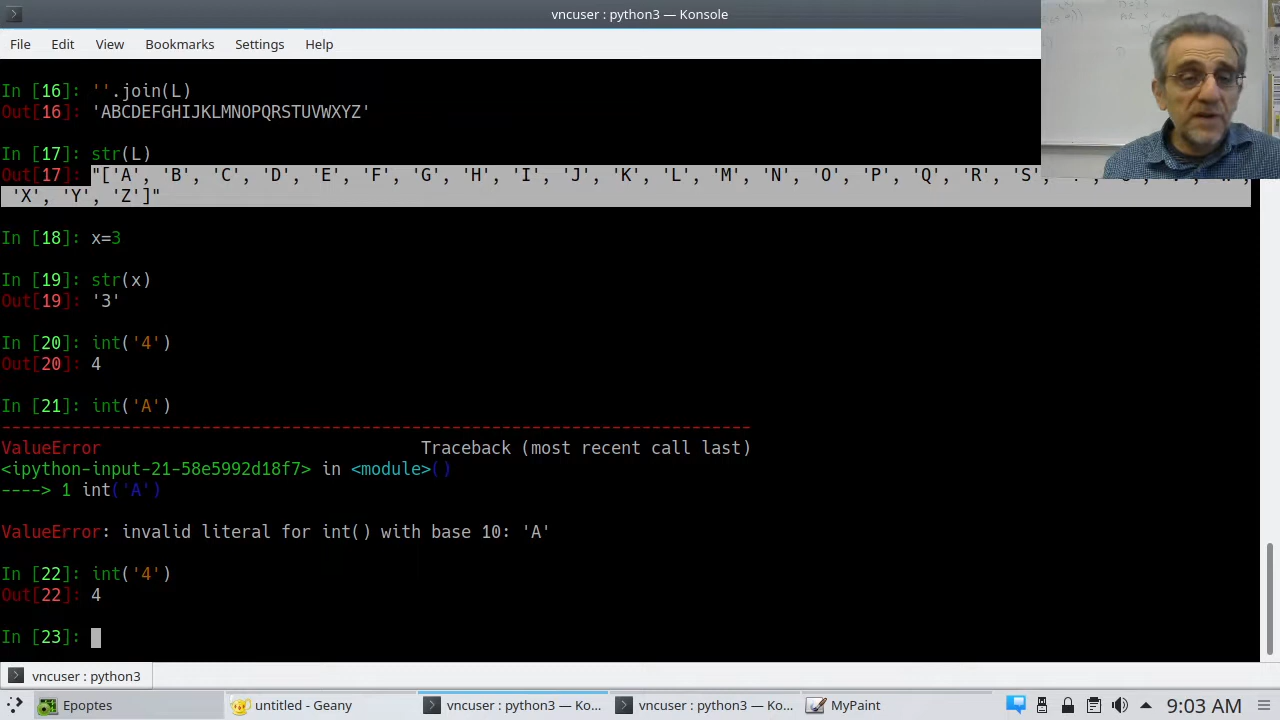 vncuser : python3 — Konsole
File Edit View Bookmarks Settings Help
In [16]: ''.join(L)
Out[16]: 'ABCDEFGHIJKLMNOPQRSTUVWXYZ'
In [17]: str(L)
Out[17]: "['A', 'B', 'C', 'D', 'E', 'F', 'G', 'H', 'I', 'J', 'K', 'L', 'M', 'N', 'O', 'P', 'Q', 'R', 'S',
'X', 'Y', 'Z']"
In [18]: x=3
In [19]: str(x)
Out[19]: '3'
In [20]: int('4')
Out[20]: 4
In [21]: int('A')
---------------------------------------------------------------------------
ValueError Traceback (most recent call last)
<ipython-input-21-58e5992d18f7> in <module>()
----> 1 int('A')
ValueError: invalid literal for int() with base 10: 'A'
In [22]: int('4')
Out[22]: 4
In [23]:
vncuser : python3
Epoptes untitled - Geany vncuser : python3 — Ko... vncuser : python3 — Ko... MyPaint 9:03 AM